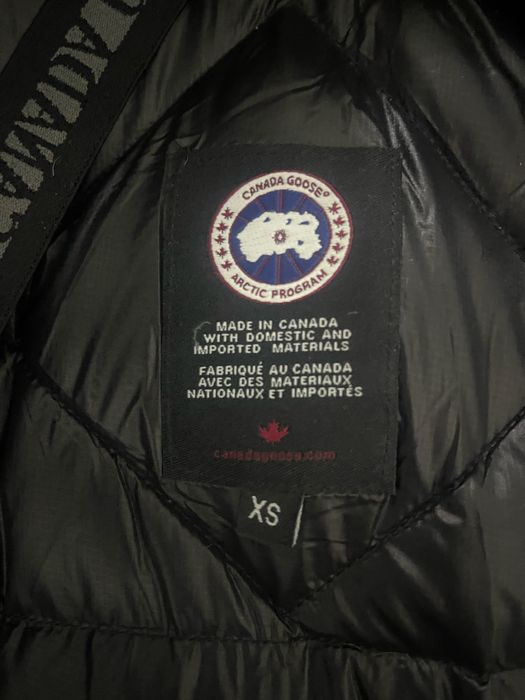 CANADA GOOSE®
ARCTIC PROGRAM
MADE IN CANADA
WITH DOMESTIC AND
IMPORTED MATERIALS
FABRIQUÉ AU CANADA
AVEC DES MATERIAUX
NATIONAUX ET IMPORTÉS
canadagoose.com
XS